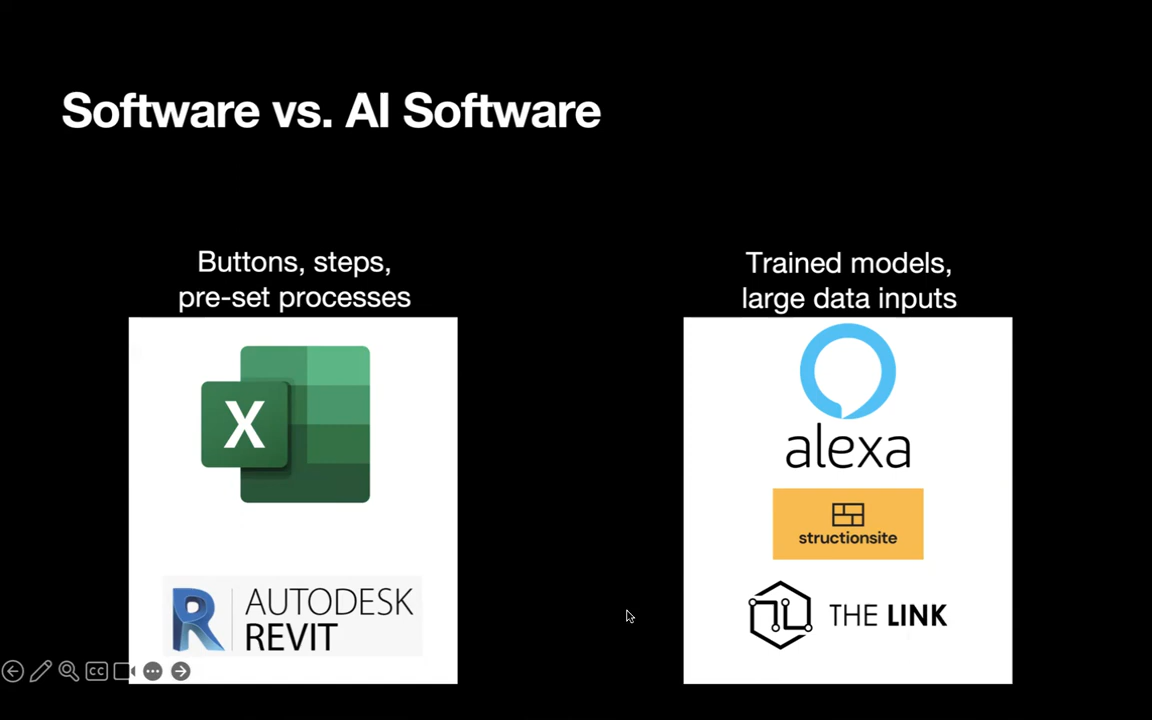 Software vs. AI Software
Buttons, steps,
pre-set processes
Trained models,
large data inputs
X
alexa
structionsite
R
AUTODESK
REVIT
THE LINK
CC